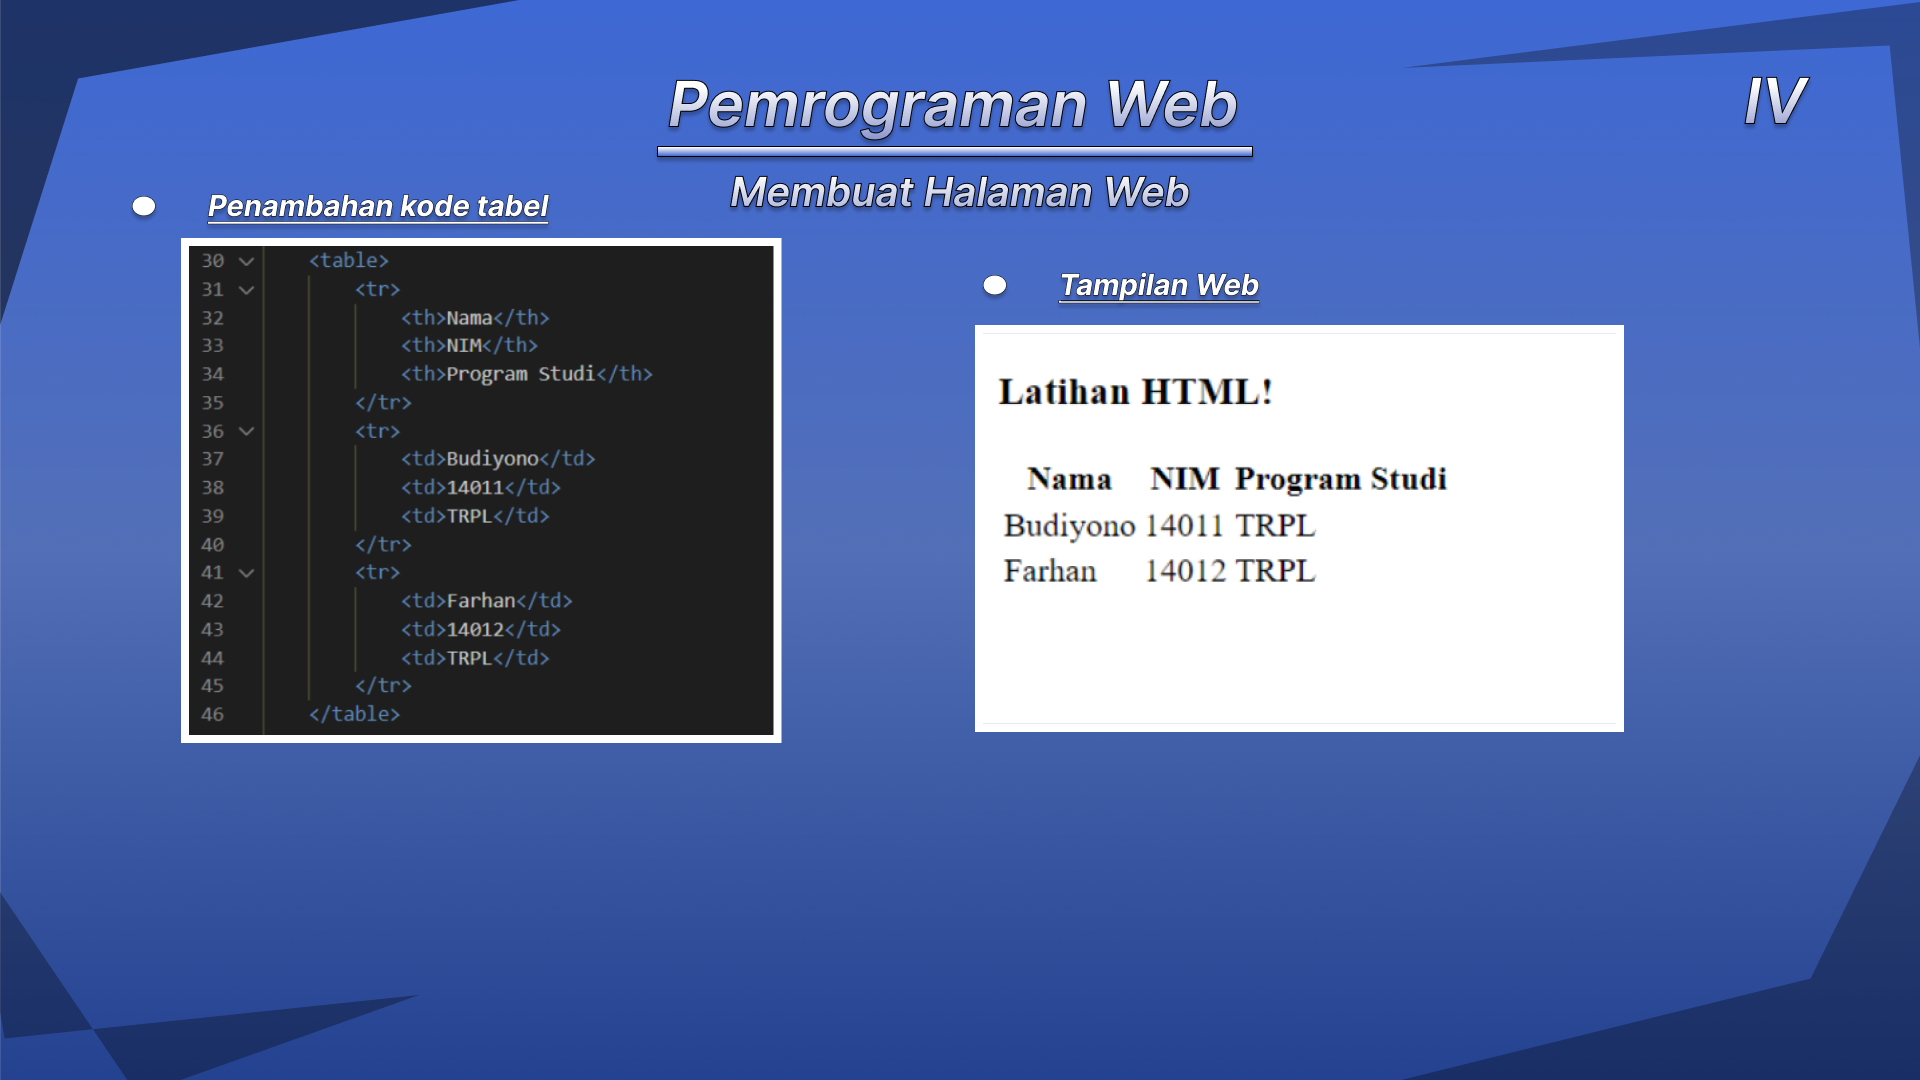 Pemrograman Web
IV
Membuat Halaman Web
Penambahan kode tabel
30 <table>
31 <tr>
32 <th>Nama</th>
33 <th>NIM</th>
34 <th>Program Studi</th>
35 </tr>
36 <tr>
37 <td>Budiyono</td>
38 <td>14011</td>
39 <td>TRPL</td>
40 </tr>
41 <tr>
42 <td>Farhan</td>
43 <td>14012</td>
44 <td>TRPL</td>
45 </tr>
46 </table>
Tampilan Web
Latihan HTML!
Nama NIM Program Studi
Budiyono 14011 TRPL
Farhan 14012 TRPL